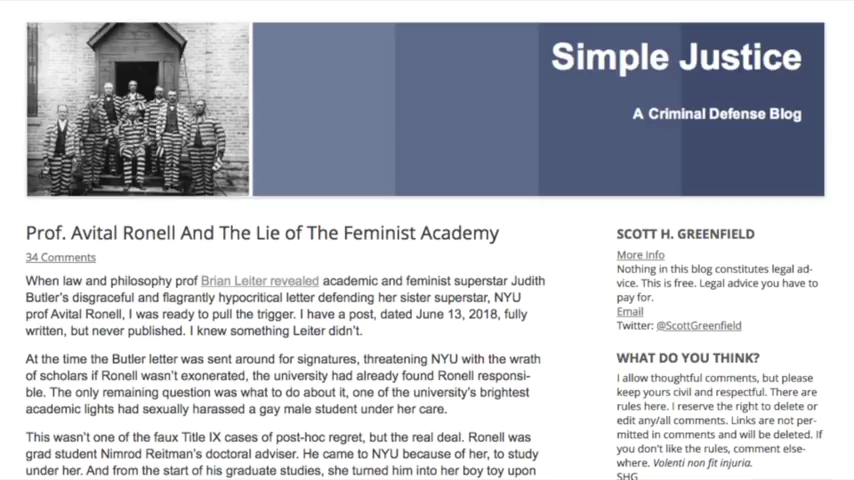 Simple Justice
A Criminal Defense Blog
Prof. Avital Ronell And The Lie of The Feminist Academy
34 Comments
When law and philosophy prof Brian Leiter revealed academic and feminist superstar Judith
Butler's disgraceful and flagrantly hypocritical letter defending her sister superstar, NYU
prof Avital Ronell, I was ready to pull the trigger. I have a post, dated June 13, 2018, fully
written, but never published. I knew something Leiter didn't.
At the time the Butler letter was sent around for signatures, threatening NYU with the wrath
of scholars if Ronell wasn't exonerated, the university had already found Ronell responsi-
ble. The only remaining question was what to do about it, one of the university's brightest
academic lights had sexually harassed a gay male student under her care.
This wasn't one of the faux Title IX cases of post-hoc regret, but the real deal. Ronell was
grad student Nimrod Reitman's doctoral adviser. He came to NYU because of her, to study
under her. And from the start of his graduate studies, she turned him into her boy toy upon
SCOTT H. GREENFIELD
More Info
Nothing in this blog constitutes legal ad-
vice. This is free. Legal advice you have to
pay for.
Email
Twitter: @ScottGreenfield
WHAT DO YOU THINK?
I allow thoughtful comments, but please
keep yours civil and respectful. There are
rules here. I reserve the right to delete or
edit any/all comments. Links are not per-
mitted in comments and will be deleted. If
you don't like the rules, comment else-
where. Volenti non fit injuria.
SHG